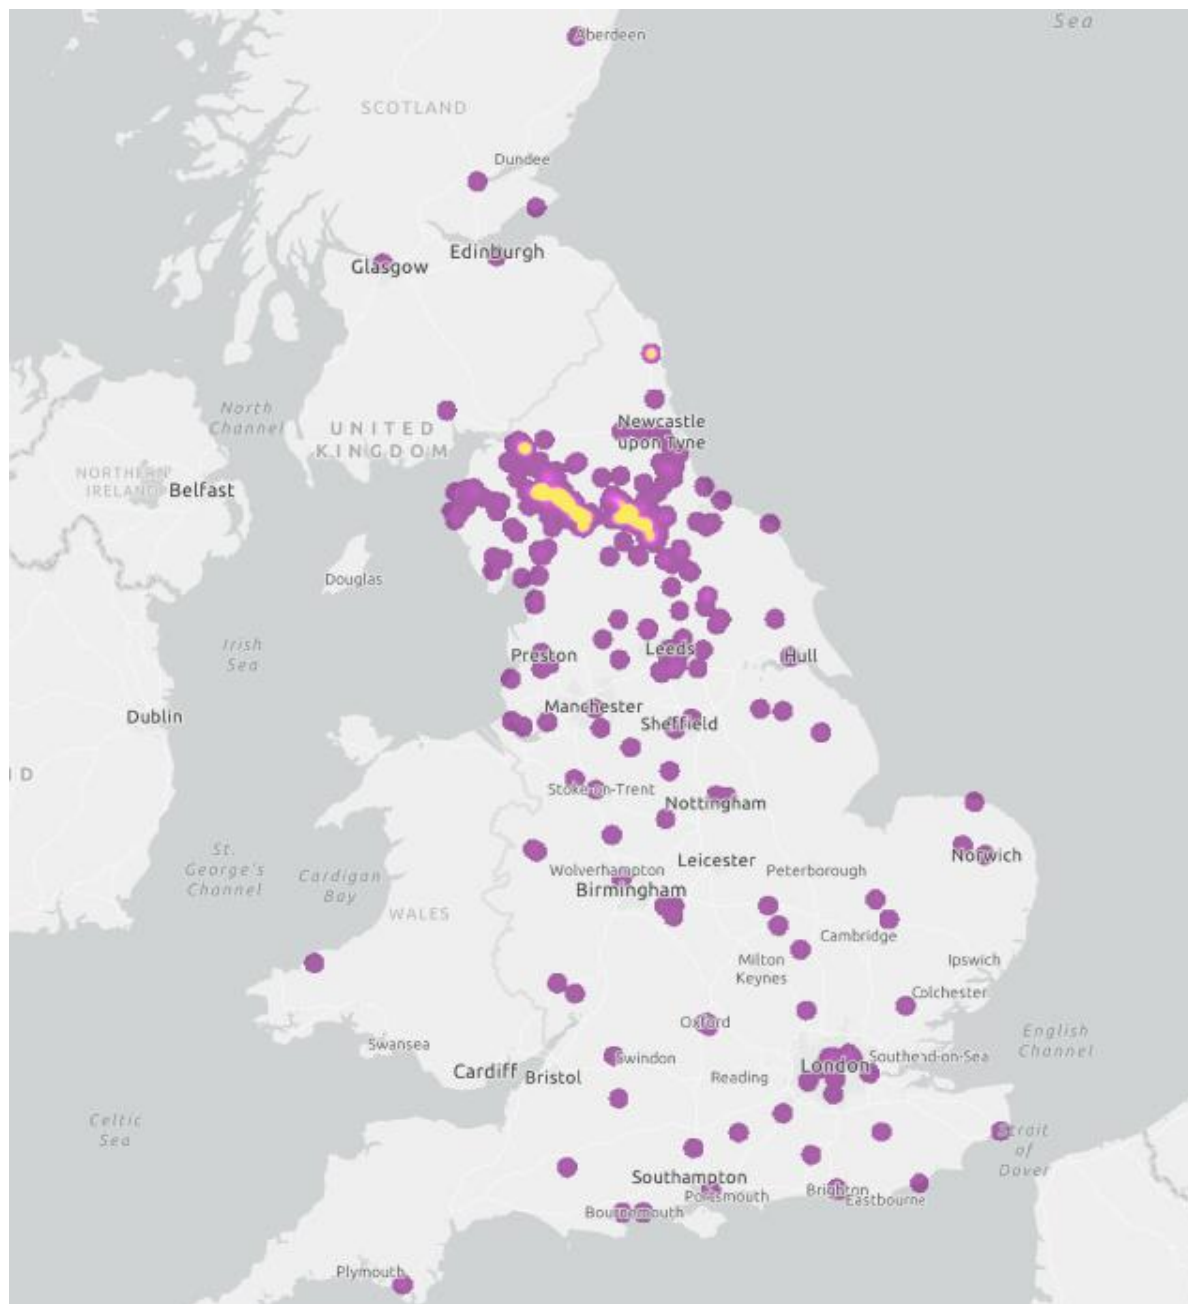 Sea
Aberdeen
SCOTLAND
Dundee
Edinburgh
Glasgow
North
Channel
UNITED
KINGDOM
Newcastle
upon Tyne
NORTHERN
IRELAND
Belfast
Douglas
Irish
Sea
Preston
Leeds
Hull
Dublin
Manchester
Sheffield
N D
Stoke-on-Trent
Nottingham
St.
George's
Channel
Cardigan
Bay
Wolverhampton
Leicester
Peterborough
Norwich
Birmingham
WALES
Cambridge
Milton
Keynes
Ipswich
Colchester
Oxford
English
Channel
Swansea
Swindon
Southend-on-Sea
Cardiff
Bristol
Reading
London
Celtic
Sea
Strait
of
Dover
Southampton
Portsmouth
Brighton
Eastbourne
Bournemouth
Plymouth